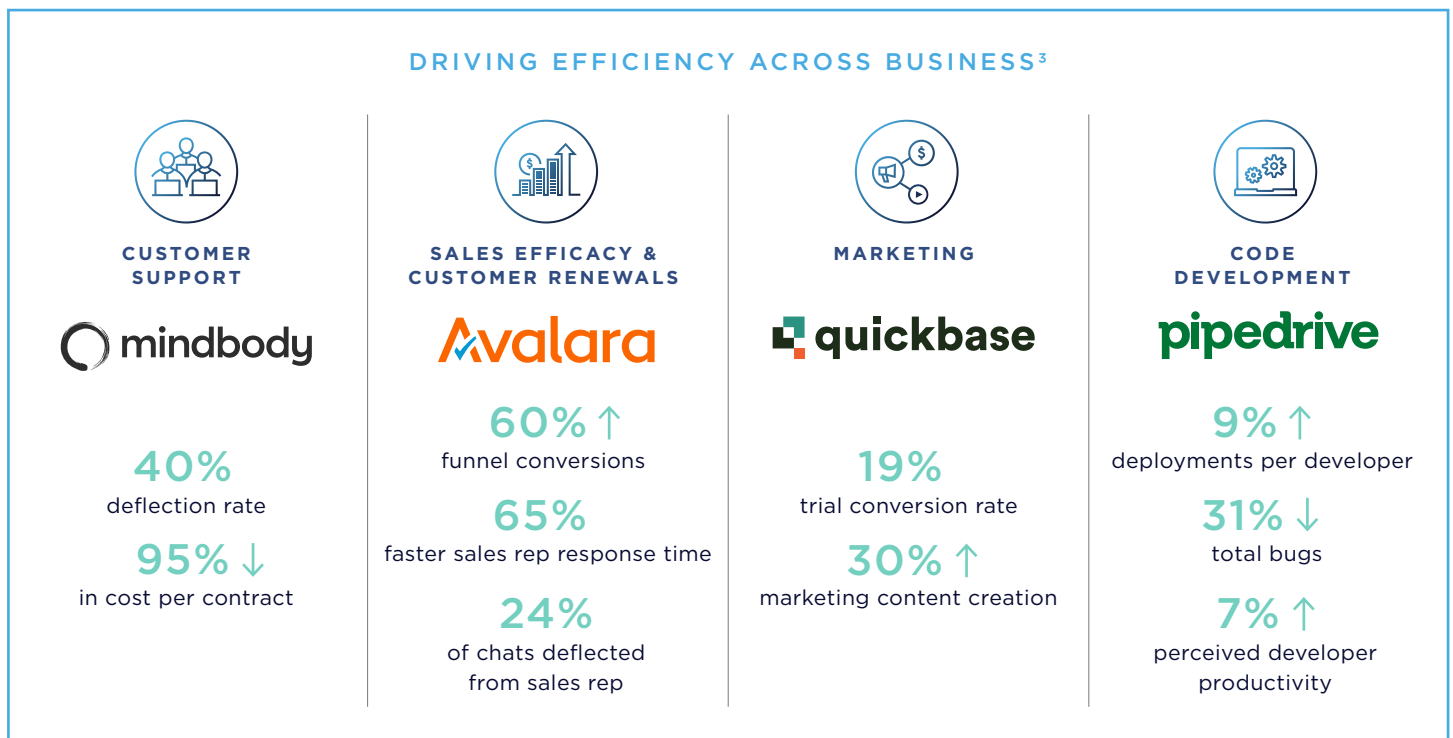 DRIVING EFFICIENCY ACROSS BUSINESS³
CUSTOMER
SUPPORT
mindbody
40%
deflection rate
95% ↓
in cost per contract
SALES EFFICACY &
CUSTOMER RENEWALS
Avalara
60% ↑
funnel conversions
65%
faster sales rep response time
24%
of chats deflected
from sales rep
MARKETING
quickbase
19%
trial conversion rate
30% ↑
marketing content creation
CODE
DEVELOPMENT
pipedrive
9% ↑
deployments per developer
31% ↓
total bugs
7% ↑
perceived developer
productivity